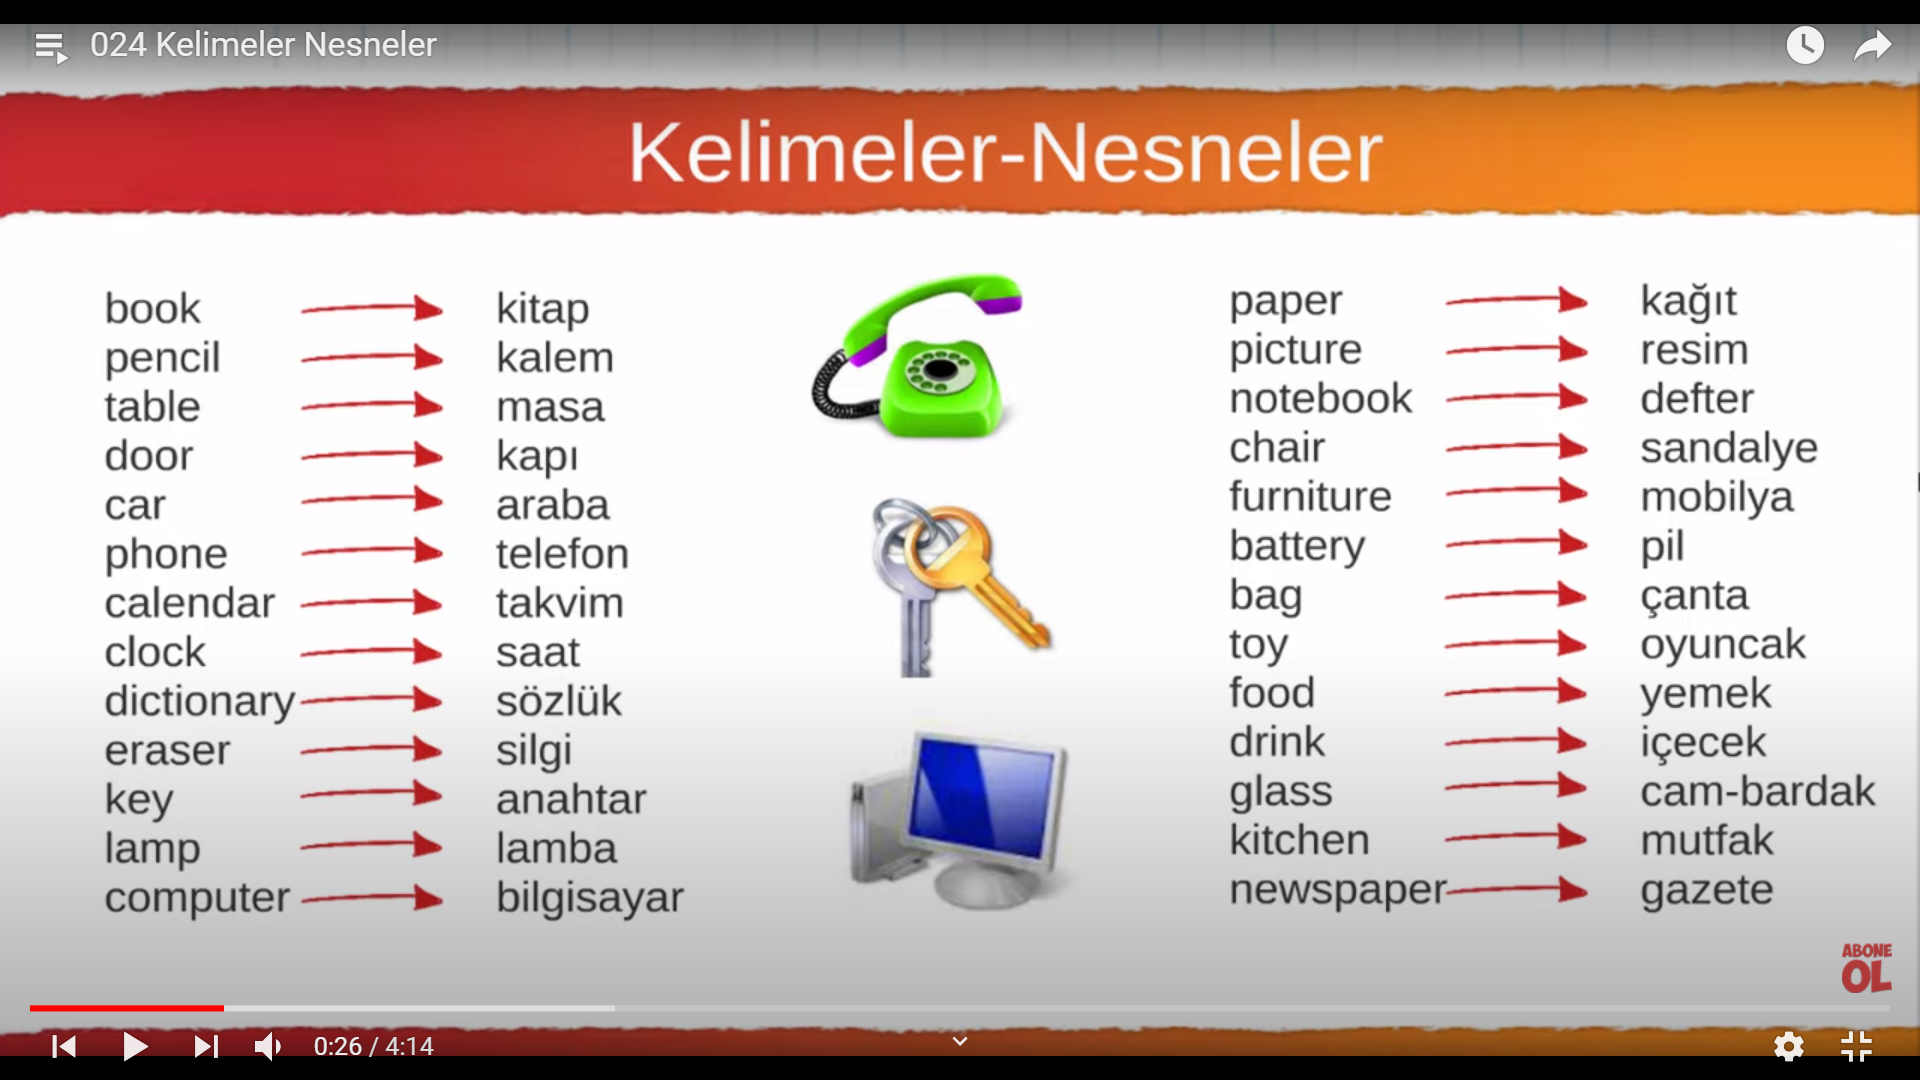 024 Kelimeler Nesneler
Kelimeler-Nesneler
book kitap
pencil kalem
table masa
door kapı
car araba
phone telefon
calendar takvim
clock saat
dictionary sözlük
eraser silgi
key anahtar
lamp lamba
computer bilgisayar
paper kağıt
picture resim
notebook defter
chair sandalye
furniture mobilya
battery pil
bag çanta
toy oyuncak
food yemek
drink içecek
glass cam-bardak
kitchen mutfak
newspaper gazete
ABONE
OL
0:26 / 4:14